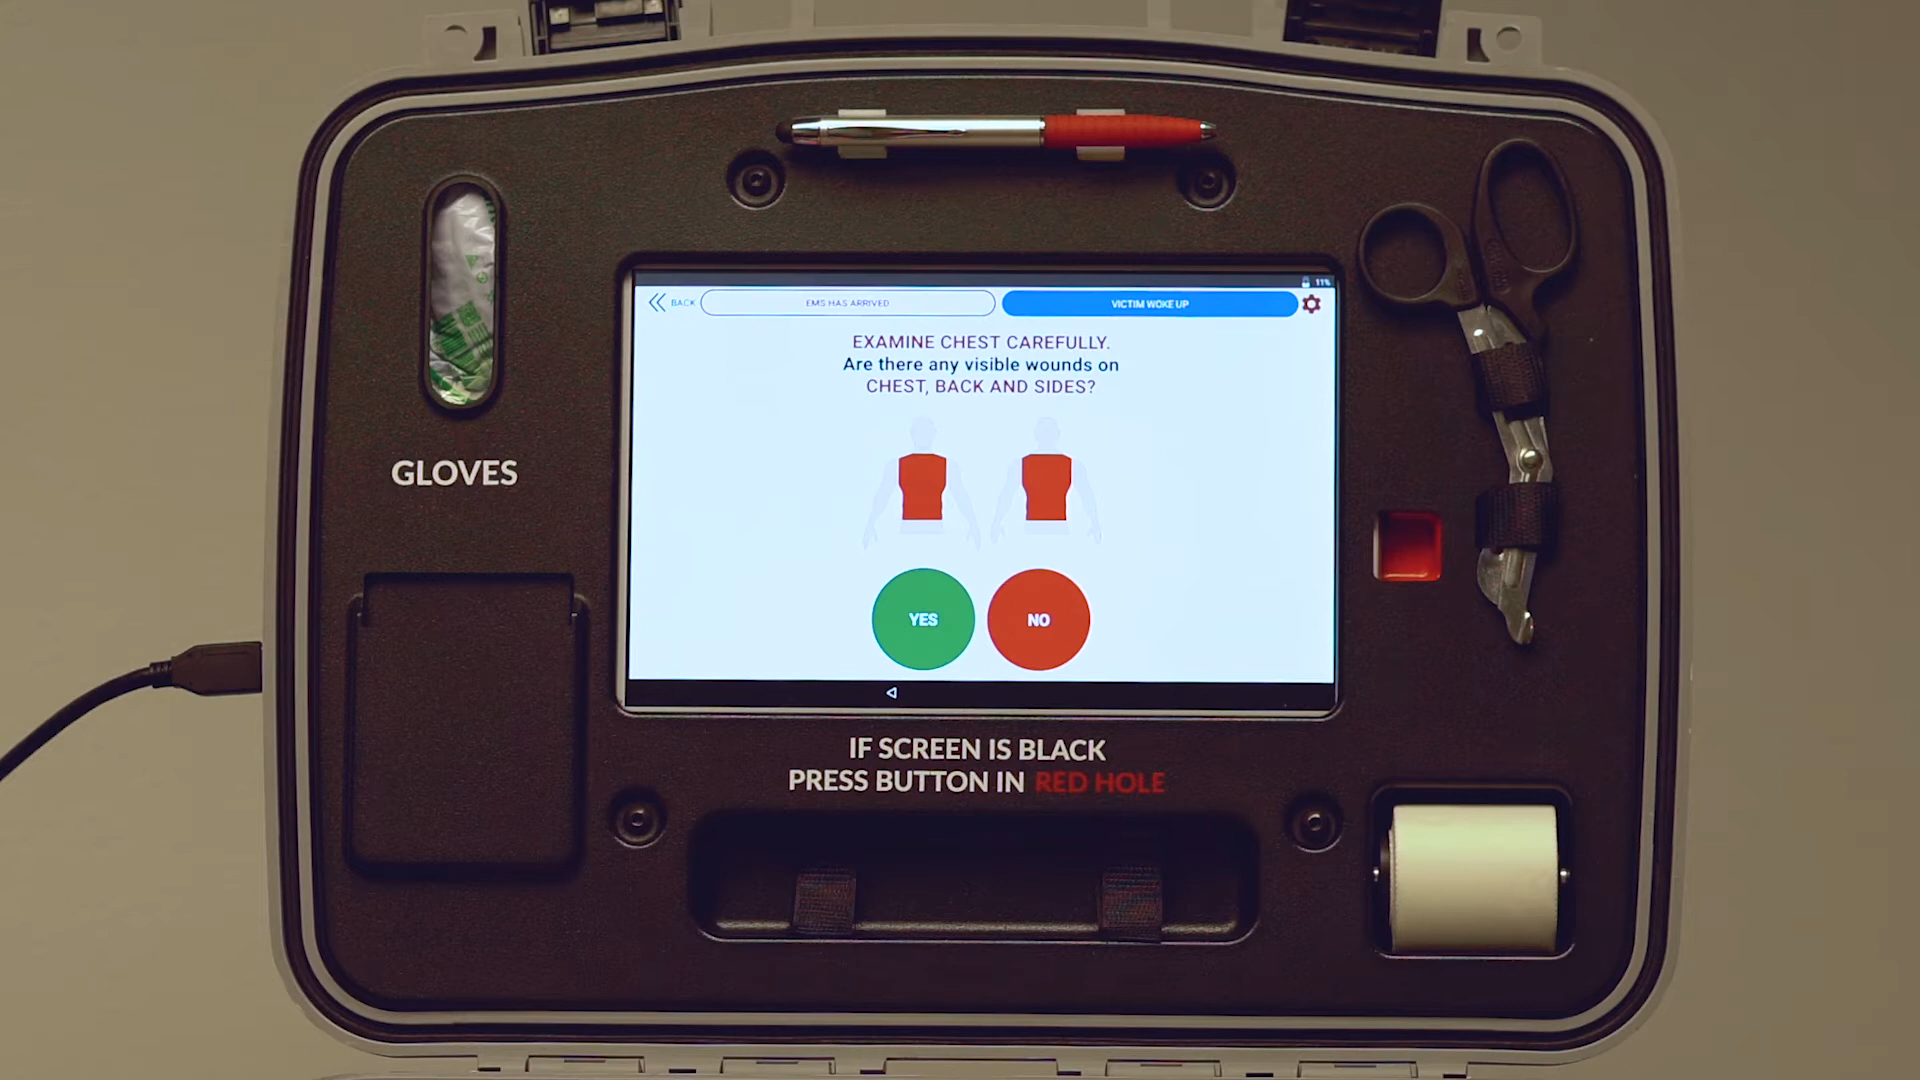 11%
BACK
EMS HAS ARRIVED
VICTIM WOKE UP
EXAMINE CHEST CAREFULLY.
Are there any visible wounds on
CHEST, BACK AND SIDES?
GLOVES
YES
NO
IF SCREEN IS BLACK
PRESS BUTTON IN RED HOLE